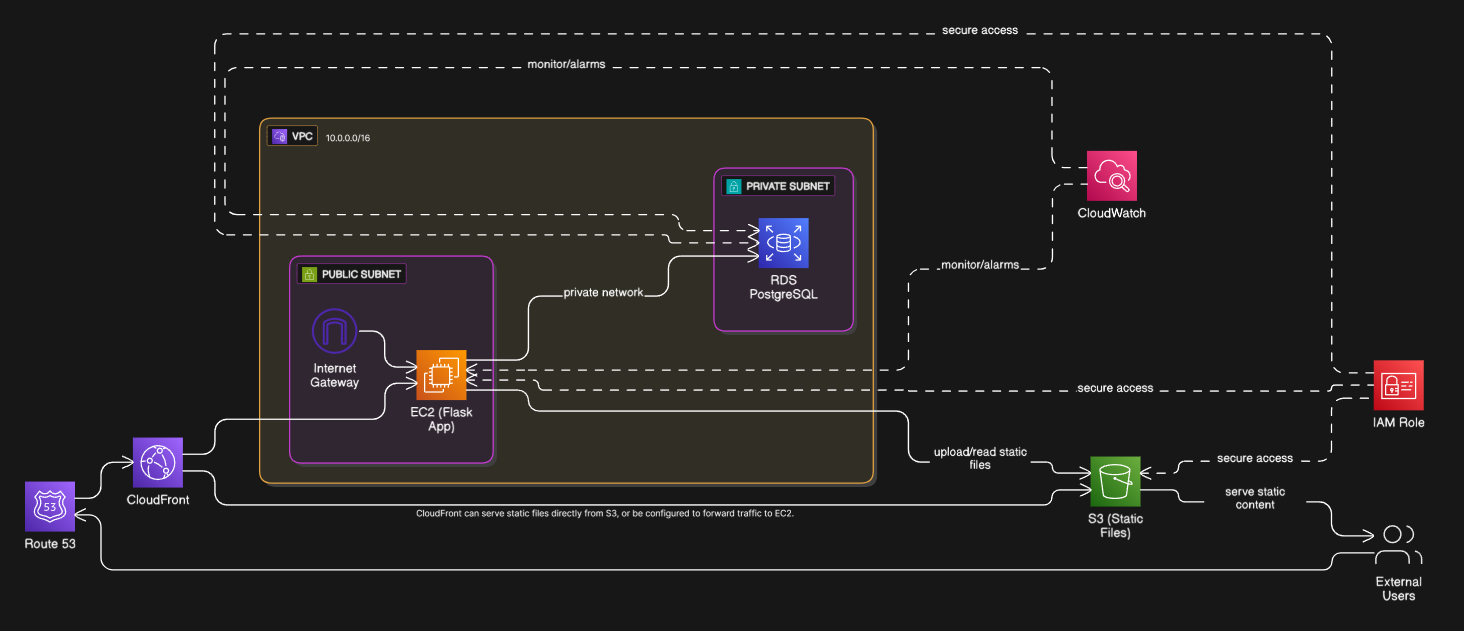 secure access
monitor/alarms
VPC
10.0.0.0/16
PRIVATE SUBNET
CloudWatch
PUBLIC SUBNET
monitor/alarms
RDS
PostgreSQL
private network
Internet
Gateway
secure access
EC2 (Flask
App)
IAM Role
upload/read static
files
secure access
CloudFront
serve static
content
53
CloudFront can serve static files directly from S3, or be configured to forward traffic to EC2.
S3 (Static
Files)
Route 53
External
Users